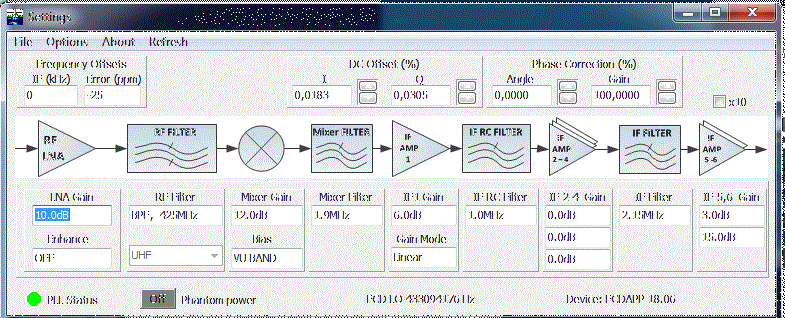 Settings
File Options About Refresh
Frequency Offsets
IF (kHz) Error (ppm)
0 -25
DC Offset (%)
I Q
0,0183 0,0305
Phase Correction (%)
Angle Gain
0,0000 100,0000
x10
RF LNA
RF FILTER
Mixer FILTER
IF AMP 1
IF RC FILTER
IF AMP 2-4
IF FILTER
IF AMP 5-6
LNA Gain RF Filter Mixer Gain Mixer Filter IF1 Gain IF RC Filter IF 2-4 Gain IF Filter IF 5,6 Gain
10.0dB BPF, 425MHz 12.0dB 1.9MHz 6.0dB 1.0MHz 0.0dB 2.15MHz 3.0dB
0.0dB 15.0dB
Enhance Bias Gain Mode
OFF UHF VU BAND Linear 0.0dB
PLL Status Off Phantom power FCD LO 433094176 Hz Device: FCDAPP 18.06